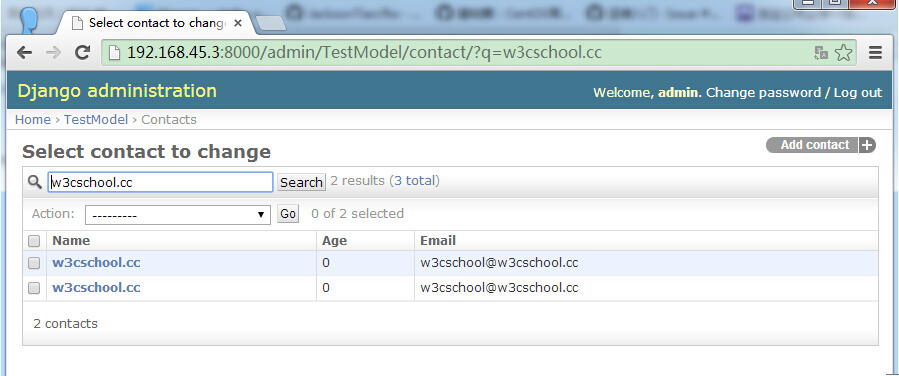 Select contact to change
192.168.45.3:8000/admin/TestModel/contact/?q=w3cschool.cc
Django administration
Welcome, admin. Change password / Log out
Home › TestModel › Contacts
Select contact to change
Add contact +
w3cschool.cc Search 2 results (3 total)
Action: --------- Go 0 of 2 selected
Name Age Email
w3cschool.cc 0 w3cschool@w3cschool.cc
w3cschool.cc 0 w3cschool@w3cschool.cc
2 contacts